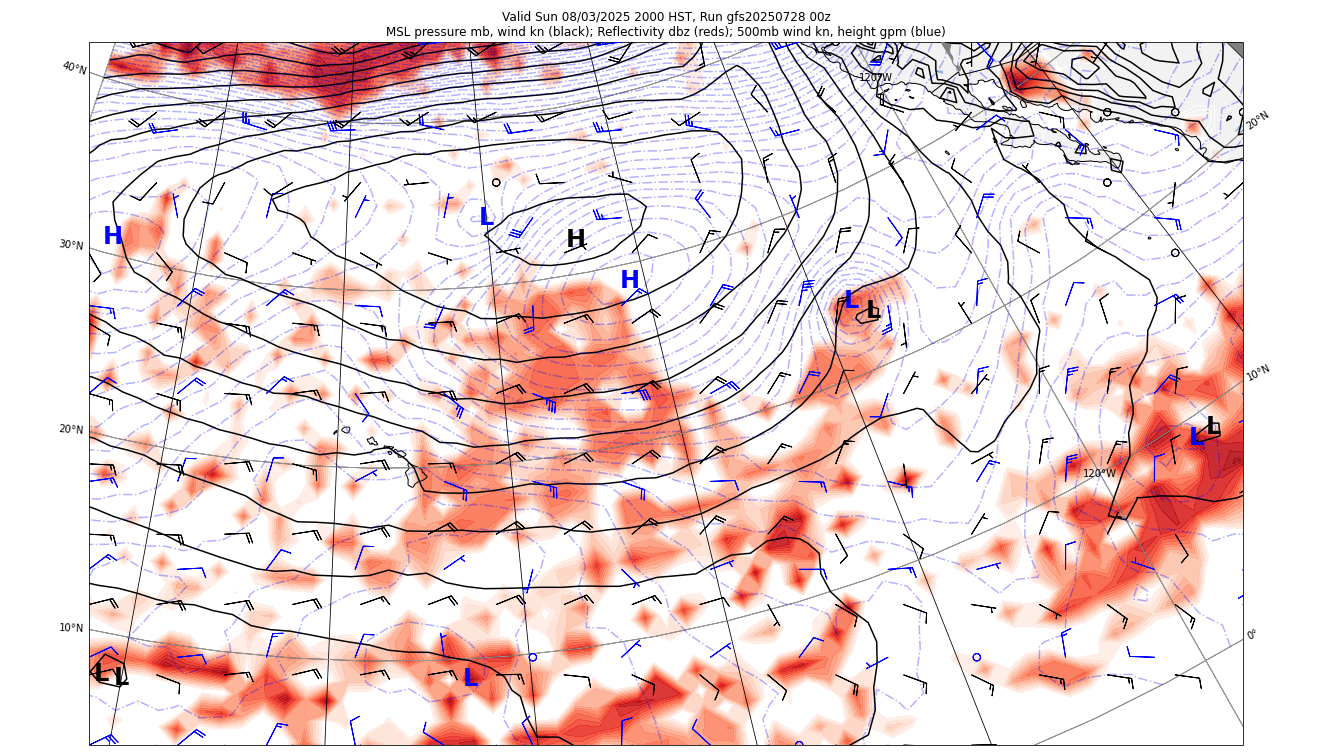 Valid Sun 08/03/2025 2000 HST, Run gfs20250728 00z
MSL pressure mb, wind kn (black); Reflectivity dbz (reds); 500mb wind kn, height gpm (blue)
40°N
120°W
20°N
L
H
H
30°N
H
L
L
10°N
20°N
L
L
120°W
10°N
0°
L
L
L